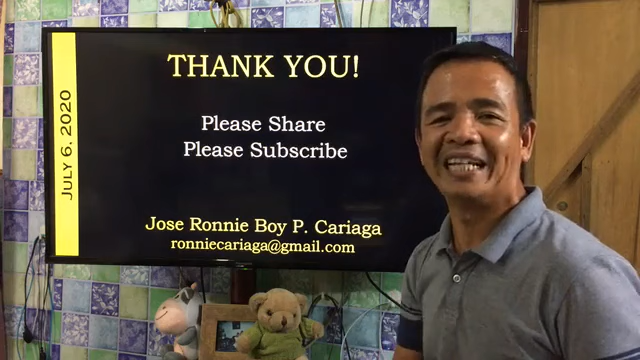 JULY 6, 2020
THANK YOU!
Please Share
Please Subscribe
Jose Ronnie Boy P. Cariaga
ronniecariaga@gmail.com